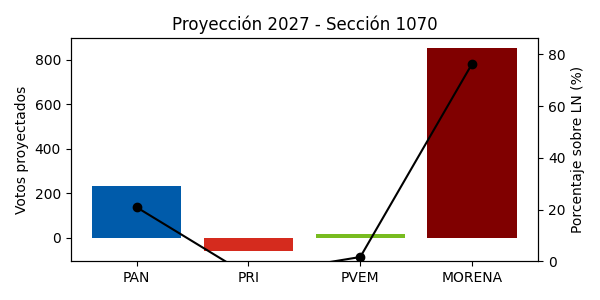 Proyección 2027 - Sección 1070
Votos proyectados
800
600
400
200
0
80
60
40
20
0
Porcentaje sobre LN (%)
PAN PRI PVEM MORENA